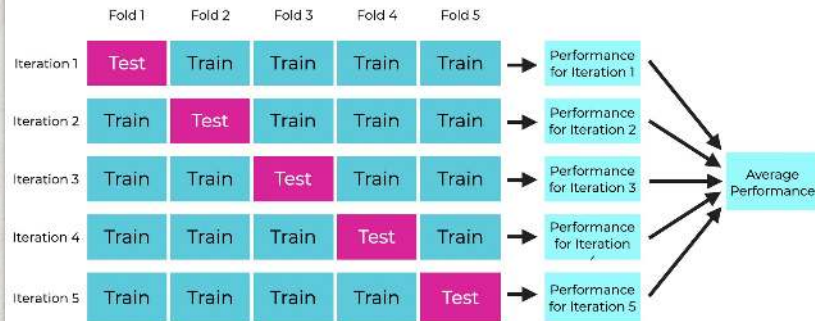 Fold 1 Fold 2 Fold 3 Fold 4 Fold 5
Iteration 1 Test Train Train Train Train Performance
for Iteration 1
Iteration 2 Train Test Train Train Train Performance
for Iteration 2
Iteration 3 Train Train Test Train Train Performance
for Iteration 3
Average
Performance
Iteration 4 Train Train Train Test Train Performance
for Iteration
Iteration 5 Train Train Train Train Test Performance
for Iteration 5